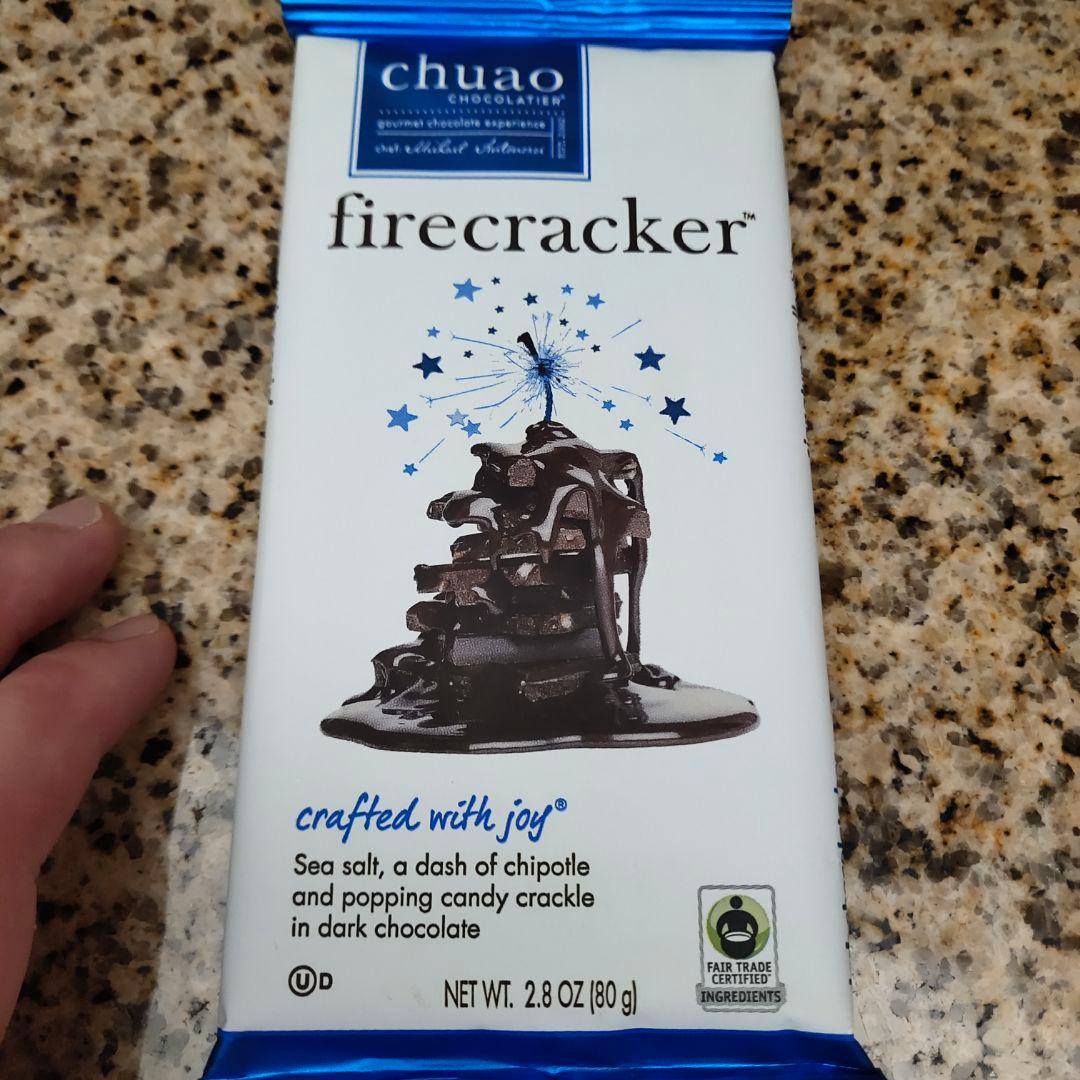 chuao
CHOCOLATIER®
gourmet chocolate experience
firecracker™
crafted with joy®
Sea salt, a dash of chipotle
and popping candy crackle
in dark chocolate
U D
NET WT. 2.8 OZ (80 g)
FAIR TRADE
CERTIFIED™
INGREDIENTS